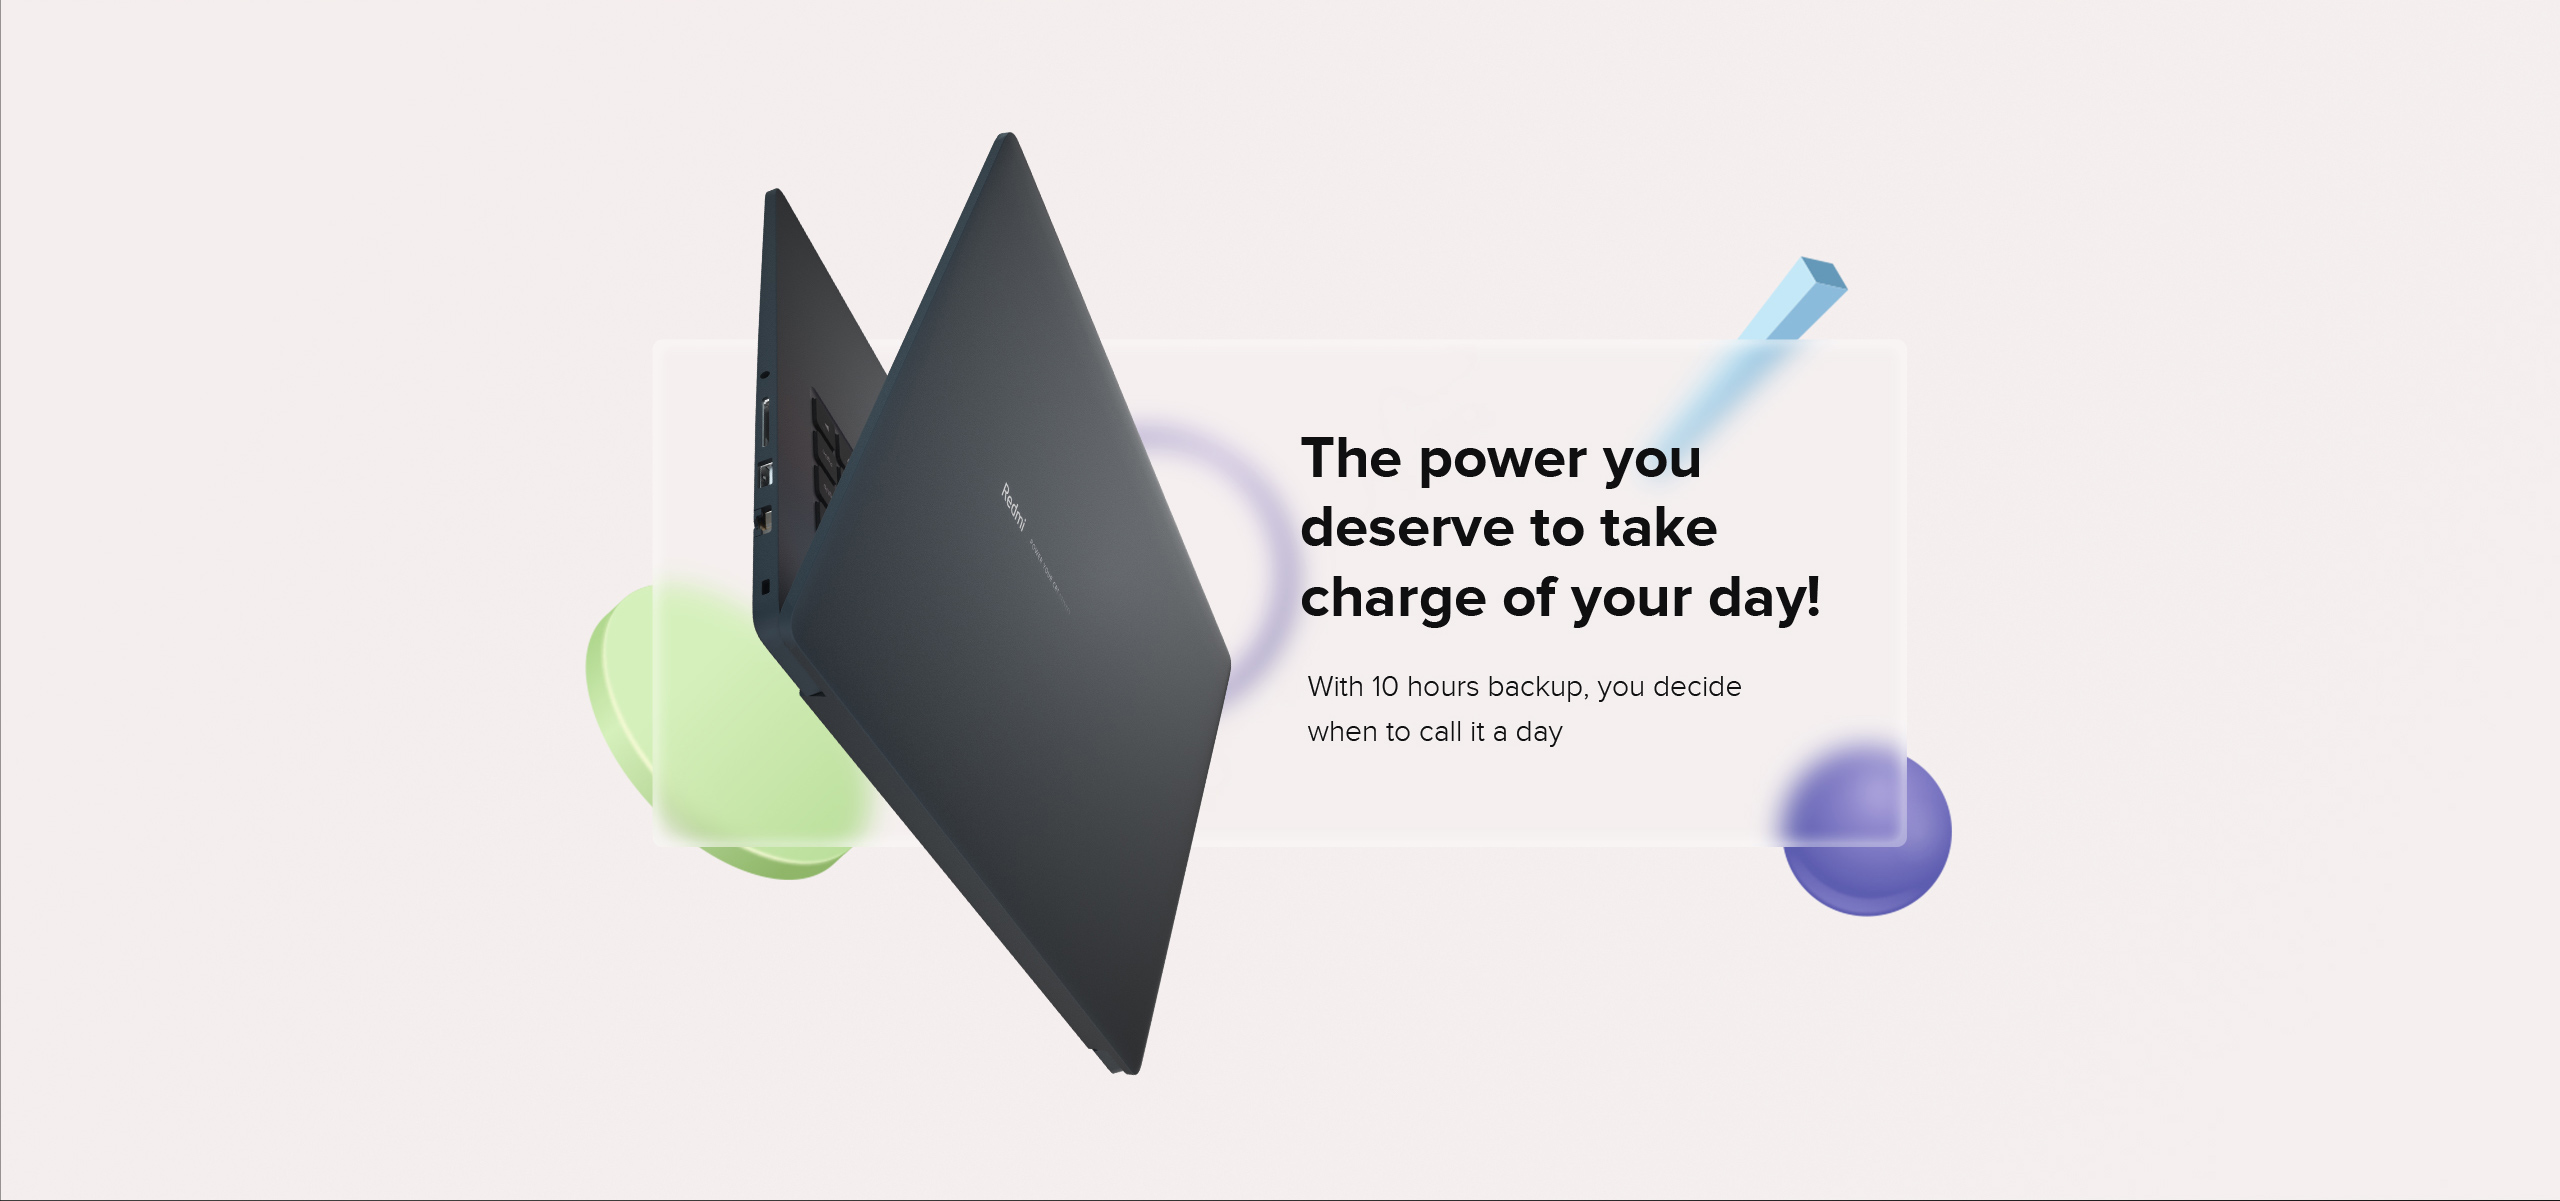 Redmi
The power you
deserve to take
charge of your day!
With 10 hours backup, you decide
when to call it a day